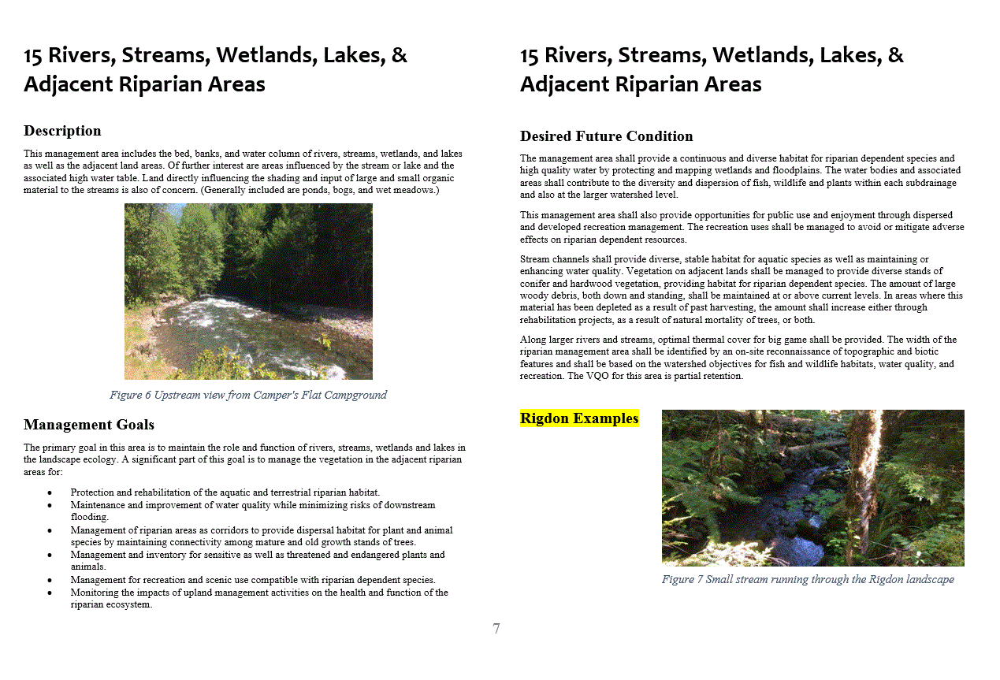 15 Rivers, Streams, Wetlands, Lakes, &
Adjacent Riparian Areas
Description
This management area includes the bed, banks, and water column of rivers, streams, wetlands, and lakes
as well as the adjacent land areas. Of further interest are areas influenced by the stream or lake and the
associated high water table. Land directly influencing the shading and input of large and small organic
material to the streams is also of concern. (Generally included are ponds, bogs, and wet meadows.)
Figure 6 Upstream view from Camper's Flat Campground
Management Goals
The primary goal in this area is to maintain the role and function of rivers, streams, wetlands and lakes in
the landscape ecology. A significant part of this goal is to manage the vegetation in the adjacent riparian
areas for:
• Protection and rehabilitation of the aquatic and terrestrial riparian habitat.
• Maintenance and improvement of water quality while minimizing risks of downstream
flooding.
• Management of riparian areas as corridors to provide dispersal habitat for plant and animal
species by maintaining connectivity among mature and old growth stands of trees.
• Management and inventory for sensitive as well as threatened and endangered plants and
animals.
• Management for recreation and scenic use compatible with riparian dependent species.
• Monitoring the impacts of upland management activities on the health and function of the
riparian ecosystem.
15 Rivers, Streams, Wetlands, Lakes, &
Adjacent Riparian Areas
Desired Future Condition
The management area shall provide a continuous and diverse habitat for riparian dependent species and
high quality water by protecting and mapping wetlands and floodplains. The water bodies and associated
areas shall contribute to the diversity and dispersion of fish, wildlife and plants within each subdrainage
and also at the larger watershed level.
This management area shall also provide opportunities for public use and enjoyment through dispersed
and developed recreation management. The recreation uses shall be managed to avoid or mitigate adverse
effects on riparian dependent resources.
Stream channels shall provide diverse, stable habitat for aquatic species as well as maintaining or
enhancing water quality. Vegetation on adjacent lands shall be managed to provide diverse stands of
conifer and hardwood vegetation, providing habitat for riparian dependent species. The amount of large
woody debris, both down and standing, shall be maintained at or above current levels. In areas where this
material has been depleted as a result of past harvesting, the amount shall increase either through
rehabilitation projects, as a result of natural mortality of trees, or both.
Along larger rivers and streams, optimal thermal cover for big game shall be provided. The width of the
riparian management area shall be identified by an on-site reconnaissance of topographic and biotic
features and shall be based on the watershed objectives for fish and wildlife habitats, water quality, and
recreation. The VQO for this area is partial retention.
Rigdon Examples
Figure 7 Small stream running through the Rigdon landscape
7